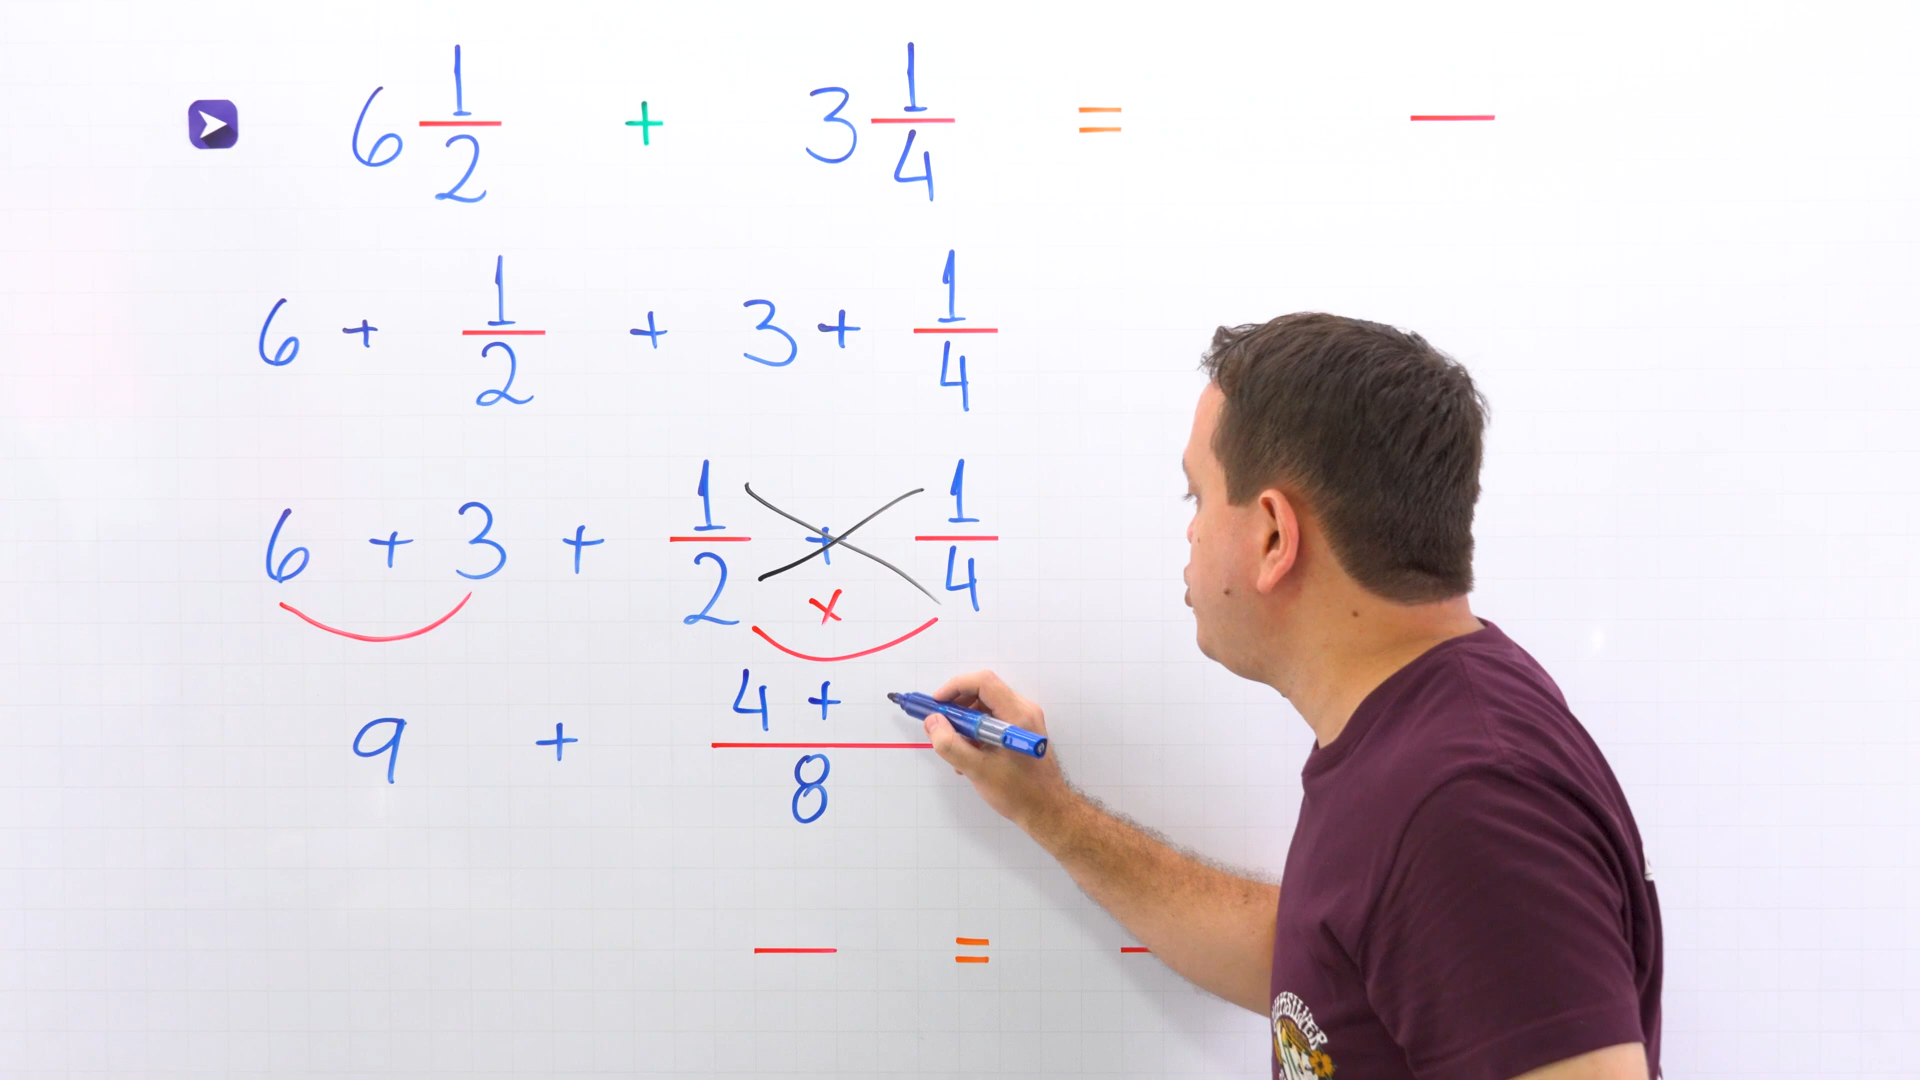 6 1/2 + 3 1/4 =
6 + 1/2 + 3 + 1/4
6 + 3 + 1/2 + 1/4
×
9 + 4 + /8
=